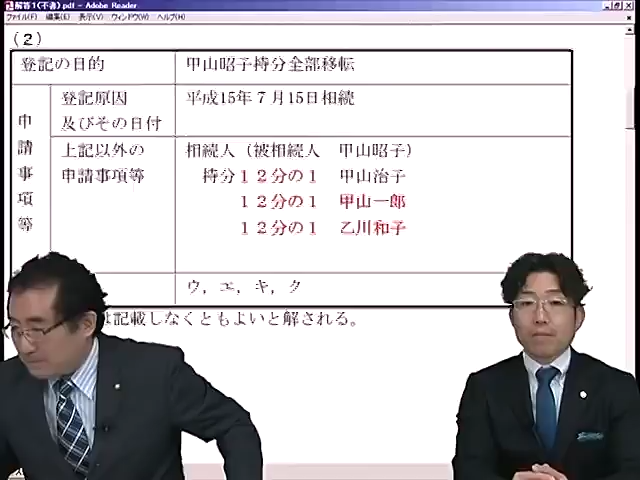 解答1(不書).pdf - Adobe Reader
ファイル(F) 編集(E) 表示(V) ウィンドウ(W) ヘルプ(H)
(2)
登記の目的 甲山昭子持分全部移転
申請事項等
登記原因及びその日付 平成15年7月15日相続
上記以外の申請事項等 相続人(被相続人 甲山昭子)
持分12分の1 甲山治子
12分の1 甲山一郎
12分の1 乙川和子
ウ,エ,キ,タ
は記載しなくともよいと解される。